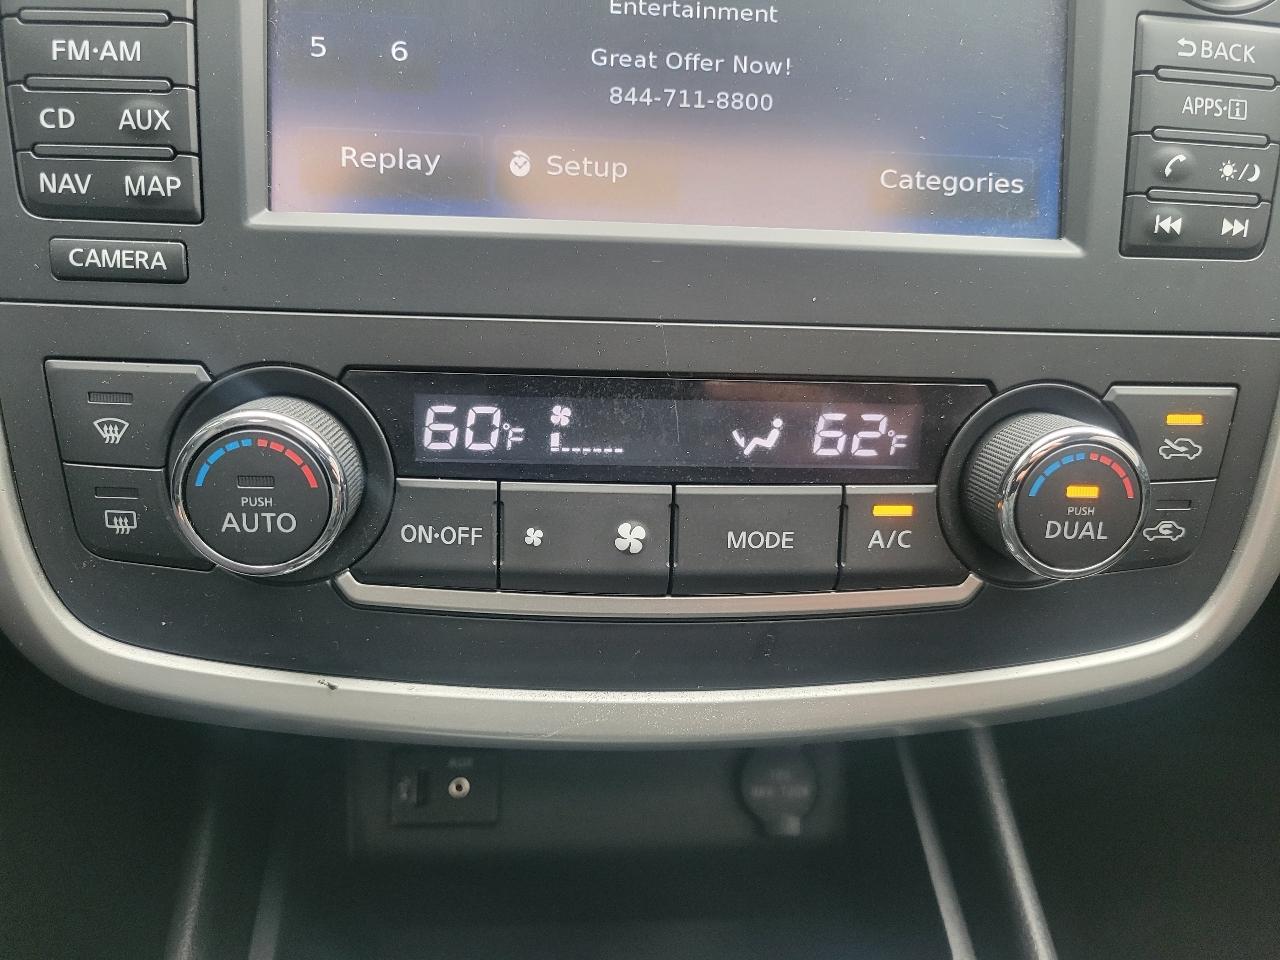 Entertainment
5 6
Great Offer Now!
844-711-8800
Replay
Setup
Categories
FM·AM
CD AUX
NAV MAP
CAMERA
BACK
APPS·i
60°F
62°F
PUSH
AUTO
ON·OFF
MODE
A/C
PUSH
DUAL
AUX